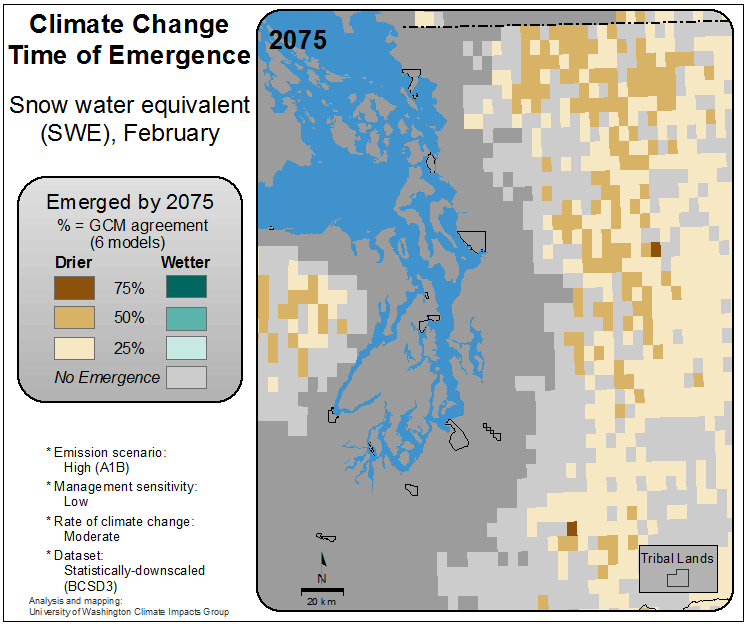 Climate Change
Time of Emergence
Snow water equivalent
(SWE), February
Emerged by 2075
% = GCM agreement
(6 models)
Drier Wetter
75%
50%
25%
No Emergence
* Emission scenario:
High (A1B)
* Management sensitivity:
Low
* Rate of climate change:
Moderate
* Dataset:
Statistically-downscaled
(BCSD3)
Analysis and mapping:
University of Washington Climate Impacts Group
2075
N
20 km
Tribal Lands